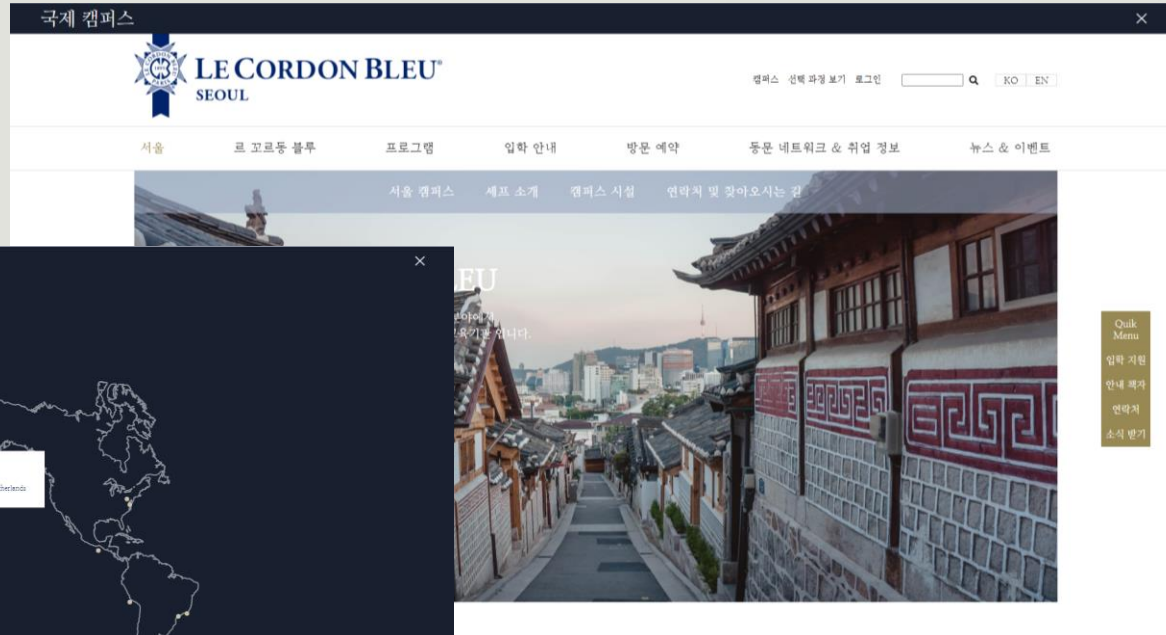 국제 캠퍼스
LE CORDON BLEU®
SEOUL
캠퍼스 선택 과정 보기 로그인
KO EN
서울 르 꼬르동 블루 프로그램 입학 안내 방문 예약 동문 네트워크 & 취업 정보 뉴스 & 이벤트
서울 캠퍼스 셰프 소개 캠퍼스 시설 연락처 및 찾아오시는 길
입니다.
Quik
Menu
입학 지원
안내 책자
연락처
소식 받기